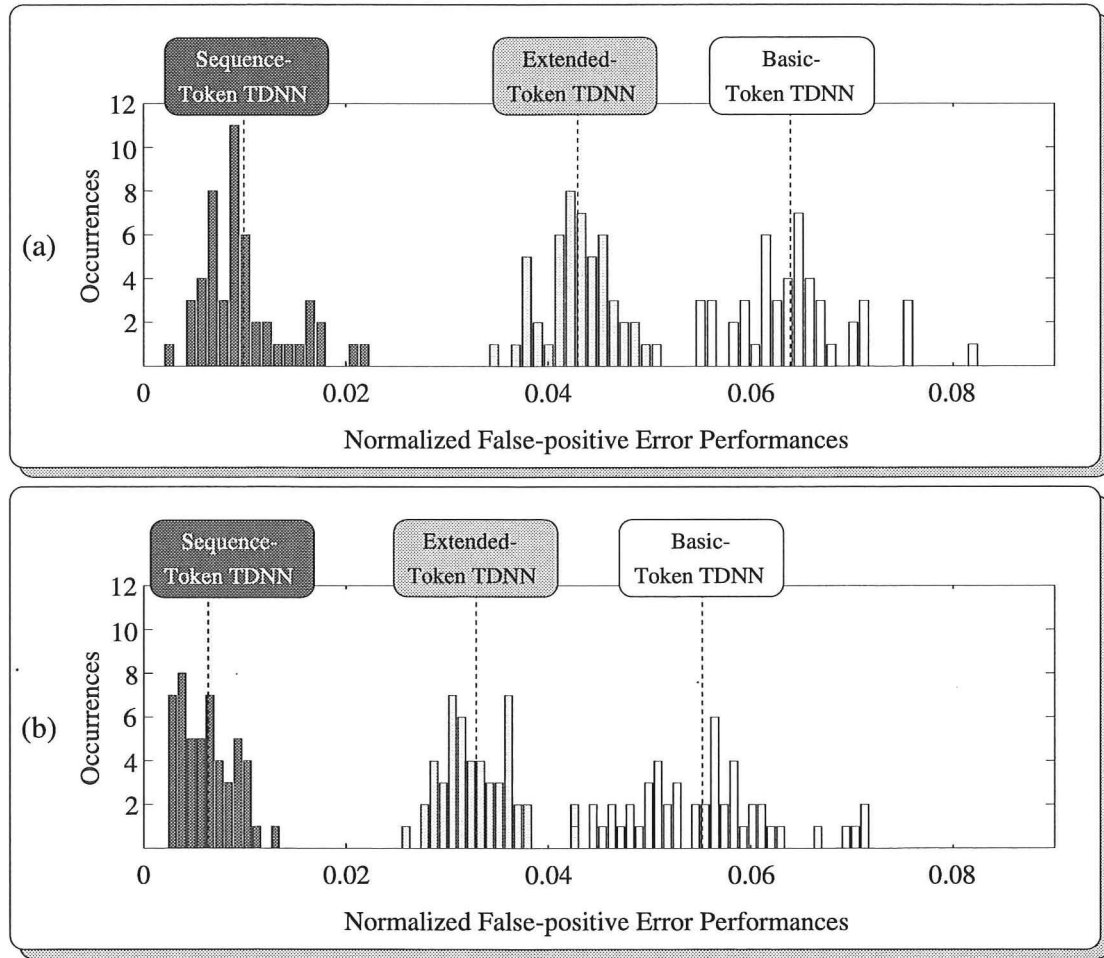 Sequence-
Token TDNN
Extended-
Token TDNN
Basic-
Token TDNN
(a)
Occurrences
12
10
8
6
4
2
0 0.02 0.04 0.06 0.08
Normalized False-positive Error Performances
Sequence-
Token TDNN
Extended-
Token TDNN
Basic-
Token TDNN
(b)
Occurrences
12
10
8
6
4
2
0 0.02 0.04 0.06 0.08
Normalized False-positive Error Performances